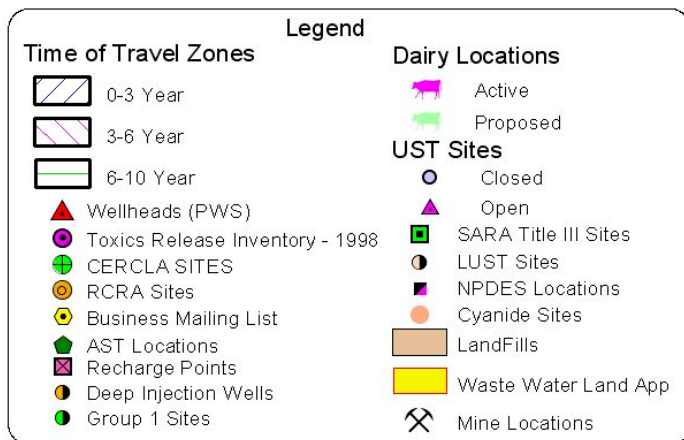 Legend
Time of Travel Zones
0-3 Year
3-6 Year
6-10 Year
Wellheads (PWS)
Toxics Release Inventory - 1998
CERCLA SITES
RCRA Sites
Business Mailing List
AST Locations
Recharge Points
Deep Injection Wells
Group 1 Sites
Dairy Locations
Active
Proposed
UST Sites
Closed
Open
SARA Title III Sites
LUST Sites
NPDES Locations
Cyanide Sites
LandFills
Waste Water Land App
Mine Locations